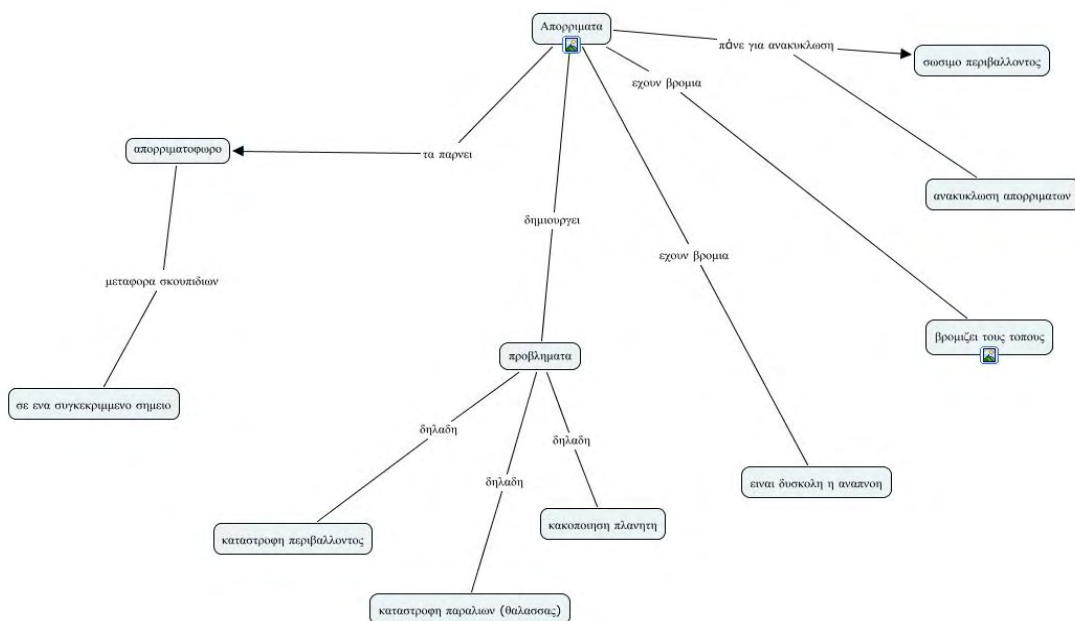 Απορριματα
πάνε για ανακυκλωση
σωσιμο περιβαλλοντος
εχουν βρομια
απορριματοφωρο
τα παρνει
ανακυκλωση απορριματων
δημιουργει
εχουν βρομια
μεταφορα σκουπιδιων
βρομιζει τους τοπους
προβληματα
σε ενα συγκεκριμμενο σημειο
δηλαδη
δηλαδη
δηλαδη
ειναι δυσκολη η αναπνοη
κακοποιηση πλανητη
καταστροφη περιβαλλοντος
καταστροφη παραλιων (θαλασσας)